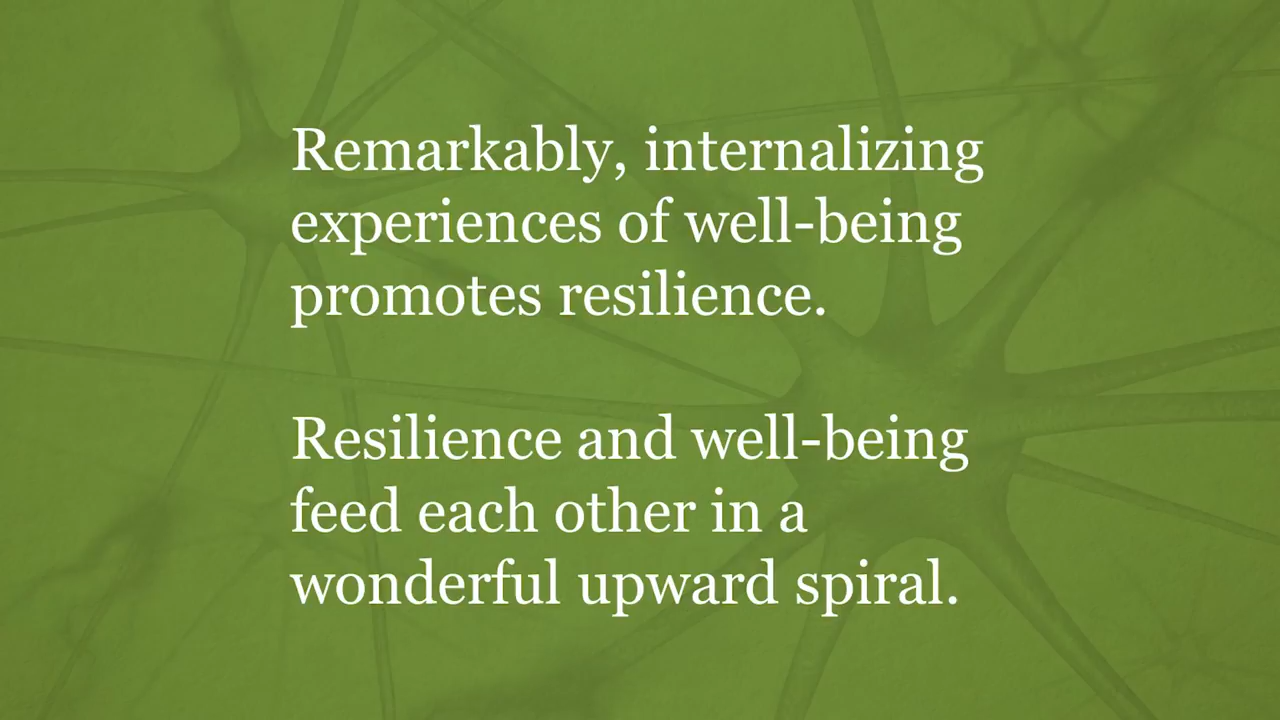 Remarkably, internalizing
experiences of well-being
promotes resilience.
Resilience and well-being
feed each other in a
wonderful upward spiral.